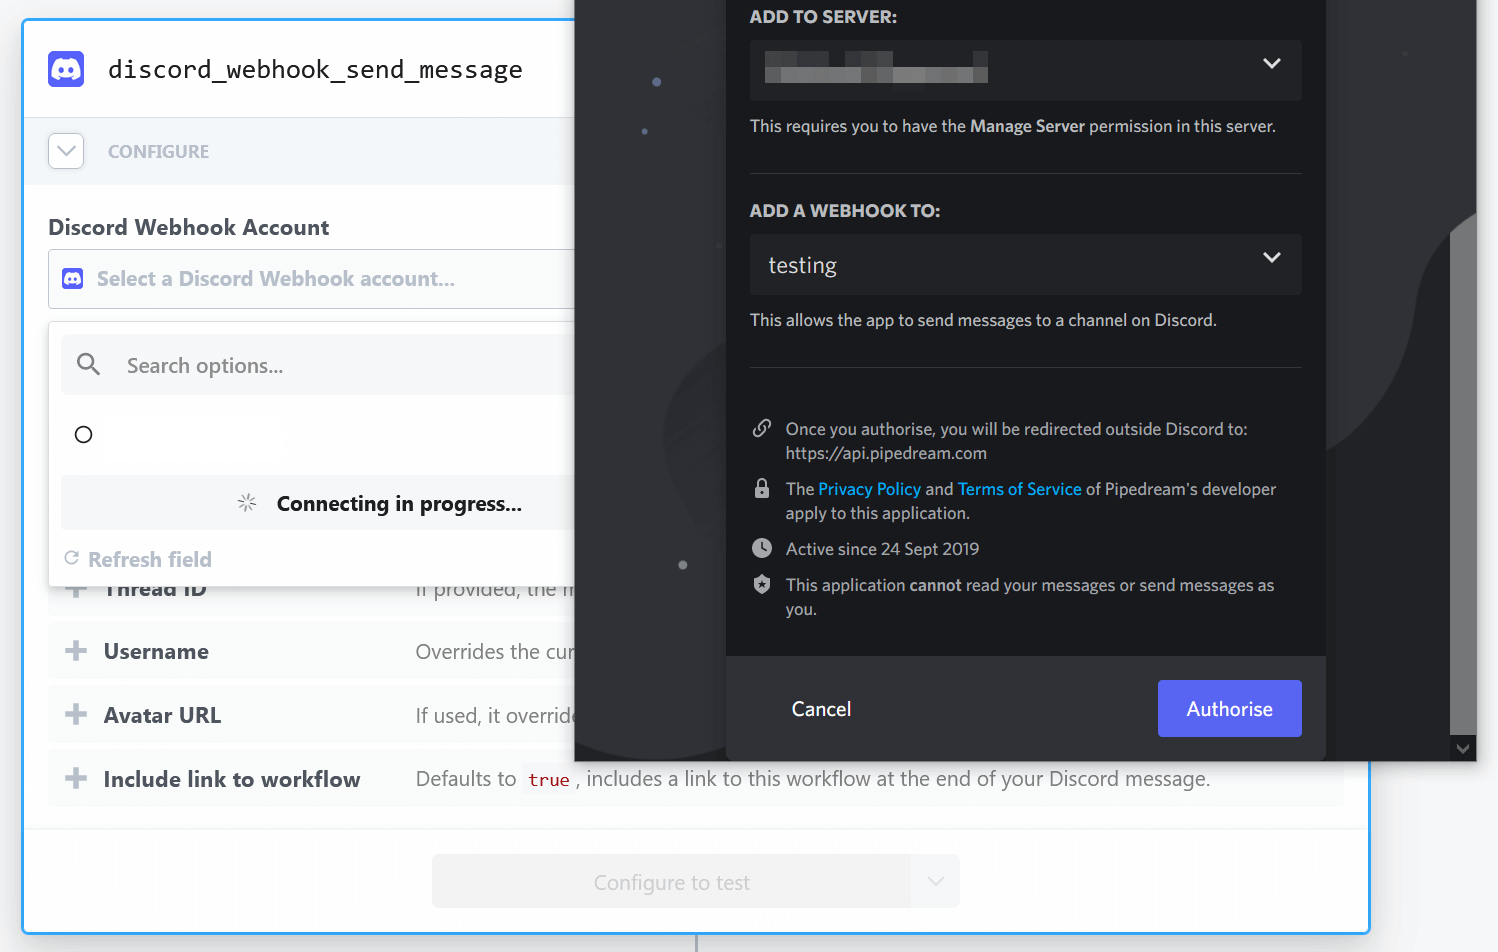 discord_webhook_send_message
CONFIGURE
Discord Webhook Account
Select a Discord Webhook account...
Search options...
Connecting in progress...
Refresh field
Thread ID
If provided, the m
Username
Overrides the cur
Avatar URL
If used, it override
Include link to workflow
Defaults to true, includes a link to this workflow at the end of your Discord message.
Configure to test
ADD TO SERVER:
This requires you to have the Manage Server permission in this server.
ADD A WEBHOOK TO:
testing
This allows the app to send messages to a channel on Discord.
Once you authorise, you will be redirected outside Discord to:
https://api.pipedream.com
The Privacy Policy and Terms of Service of Pipedream's developer
apply to this application.
Active since 24 Sept 2019
This application cannot read your messages or send messages as
you.
Cancel
Authorise